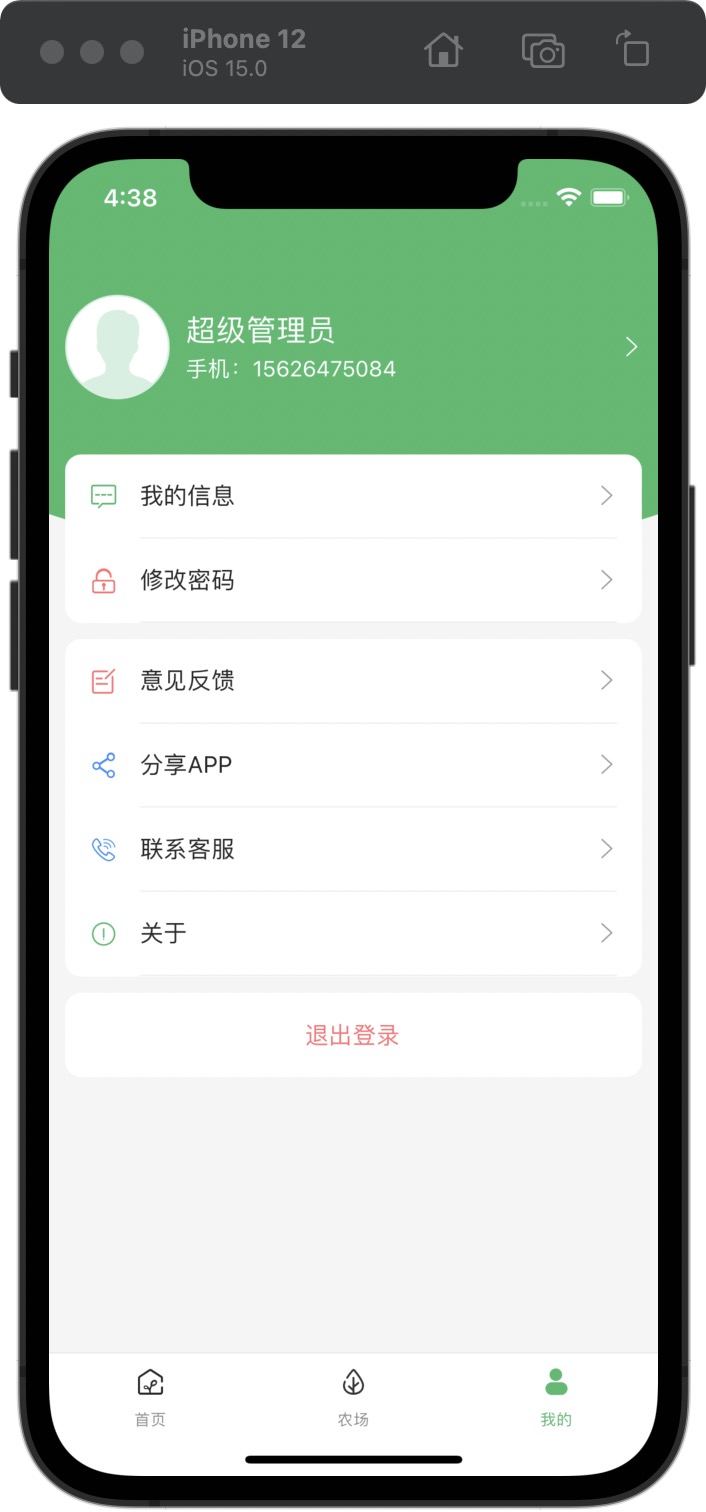 iPhone 12
iOS 15.0
4:38
超级管理员
手机：15626475084
我的信息
修改密码
意见反馈
分享APP
联系客服
关于
退出登录
首页
农场
我的